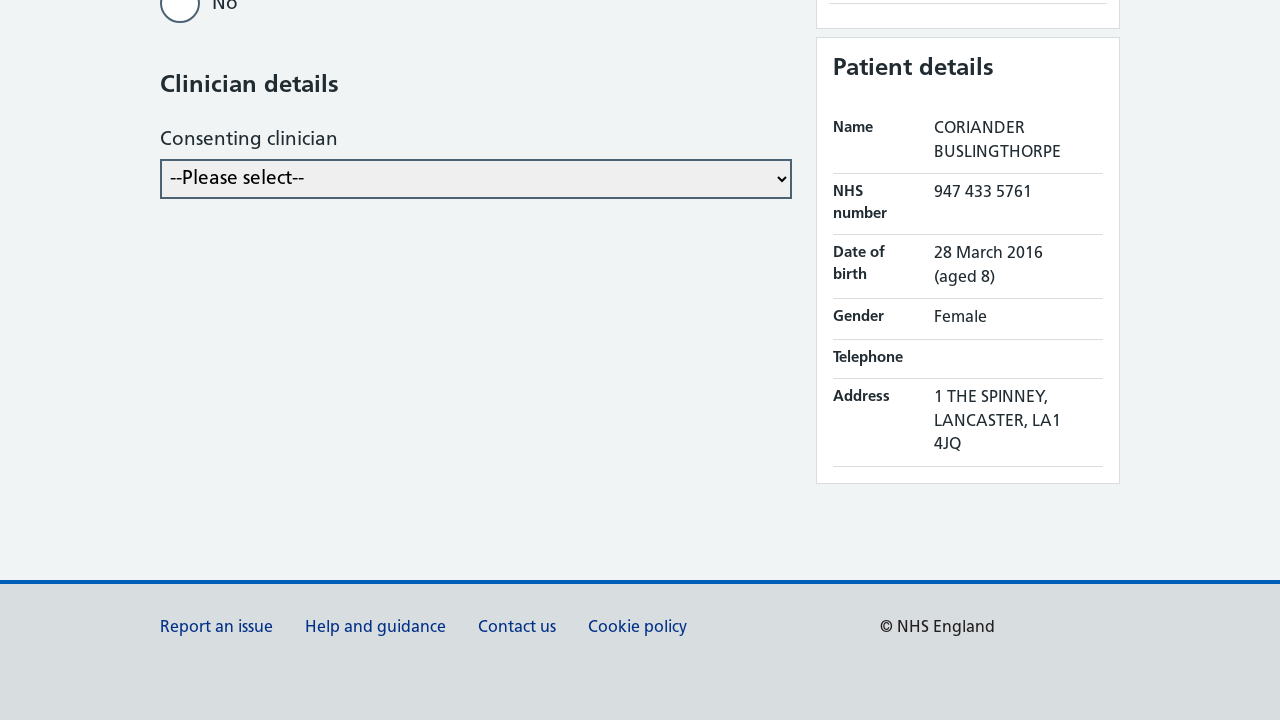 No
Clinician details
Consenting clinician
--Please select--
Patient details
Name CORIANDER
BUSLINGTHORPE
NHS number 947 433 5761
Date of birth 28 March 2016
(aged 8)
Gender Female
Telephone
Address 1 THE SPINNEY,
LANCASTER, LA1
4JQ
Report an issue Help and guidance Contact us Cookie policy © NHS England